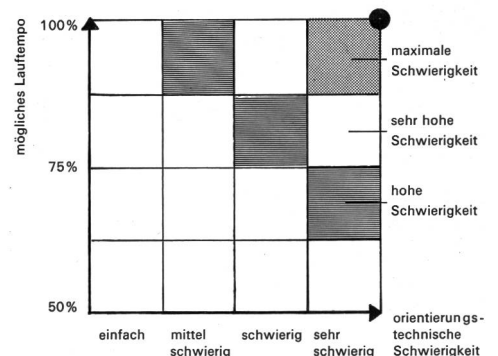 100%
mögliches Lauftempo
75%
50%
maximale
Schwierigkeit
sehr hohe
Schwierigkeit
hohe
Schwierigkeit
einfach
mittel
schwierig
schwierig
sehr
schwierig
orientierungs-
technische
Schwierigkeit